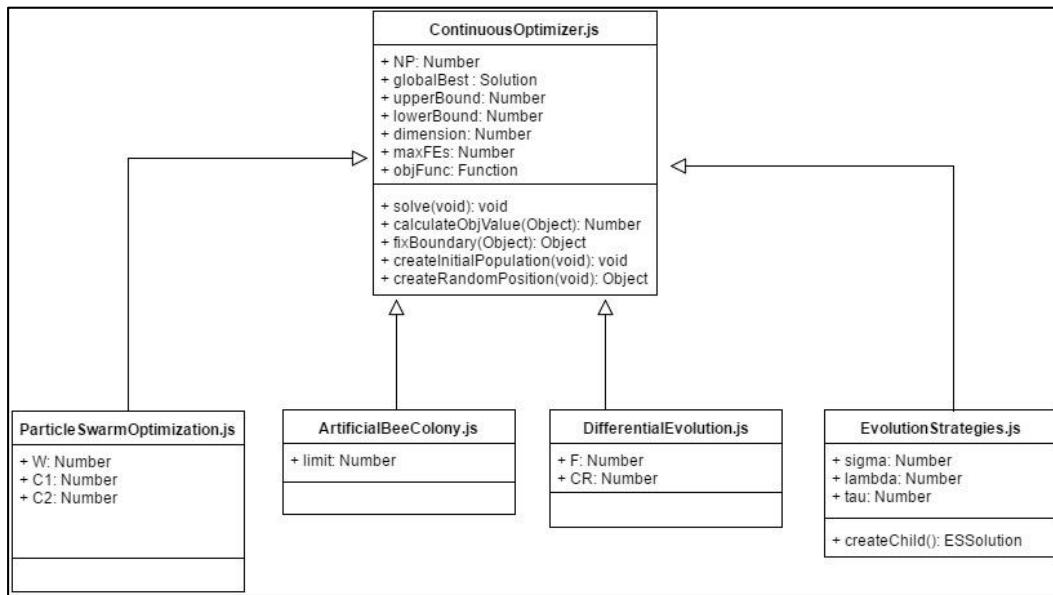 ContinuousOptimizer.js
+ NP: Number
+ globalBest : Solution
+ upperBound: Number
+ lowerBound: Number
+ dimension: Number
+ maxFEs: Number
+ objFunc: Function
+ solve(void): void
+ calculateObjValue(Object): Number
+ fixBoundary(Object): Object
+ createInitialPopulation(void): void
+ createRandomPosition(void): Object
ParticleSwarmOptimization.js
+ W: Number
+ C1: Number
+ C2: Number
ArtificialBeeColony.js
+ limit: Number
DifferentialEvolution.js
+ F: Number
+ CR: Number
EvolutionStrategies.js
+ sigma: Number
+ lambda: Number
+ tau: Number
+ createChild(): ESSolution